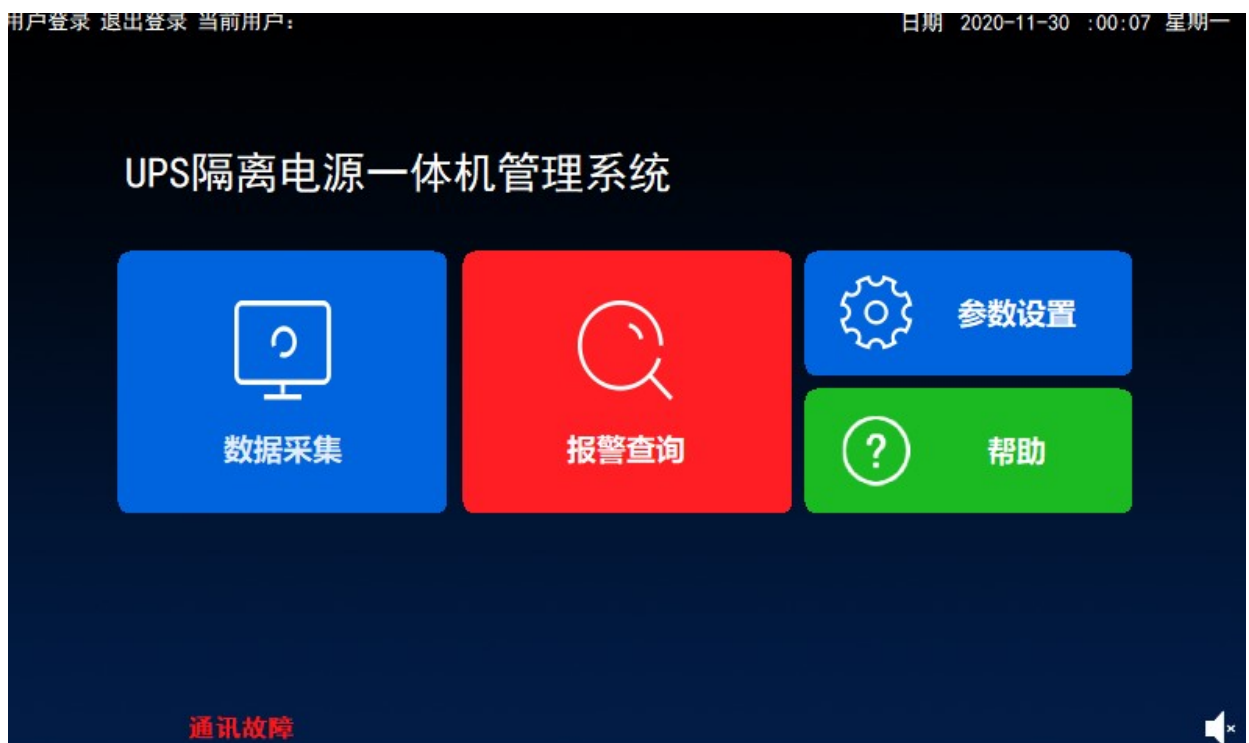 用户登录 退出登录 当前用户: 日期 2020-11-30 :00:07 星期一
UPS隔离电源一体机管理系统
数据采集
报警查询
参数设置
?
帮助
通讯故障